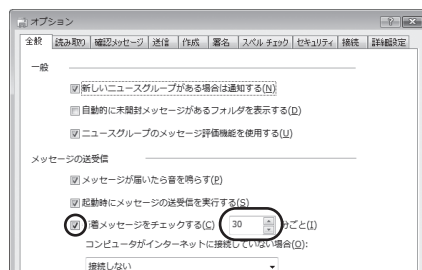 オプション
全般 読み取り 確認メッセージ 送信 作成 署名 スペル チェック セキュリティ 接続 詳細設定
一般
新しいニュースグループがある場合は通知する(N)
自動的に未開封メッセージがあるフォルダを表示する(D)
ニュースグループのメッセージ評価機能を使用する(U)
メッセージの送受信
メッセージが届いたら音を鳴らす(P)
起動時にメッセージの送受信を実行する(S)
着メッセージをチェックする(C) 30 ごと(I)
コンピュータがインターネットに接続していない場合(O):
接続しない